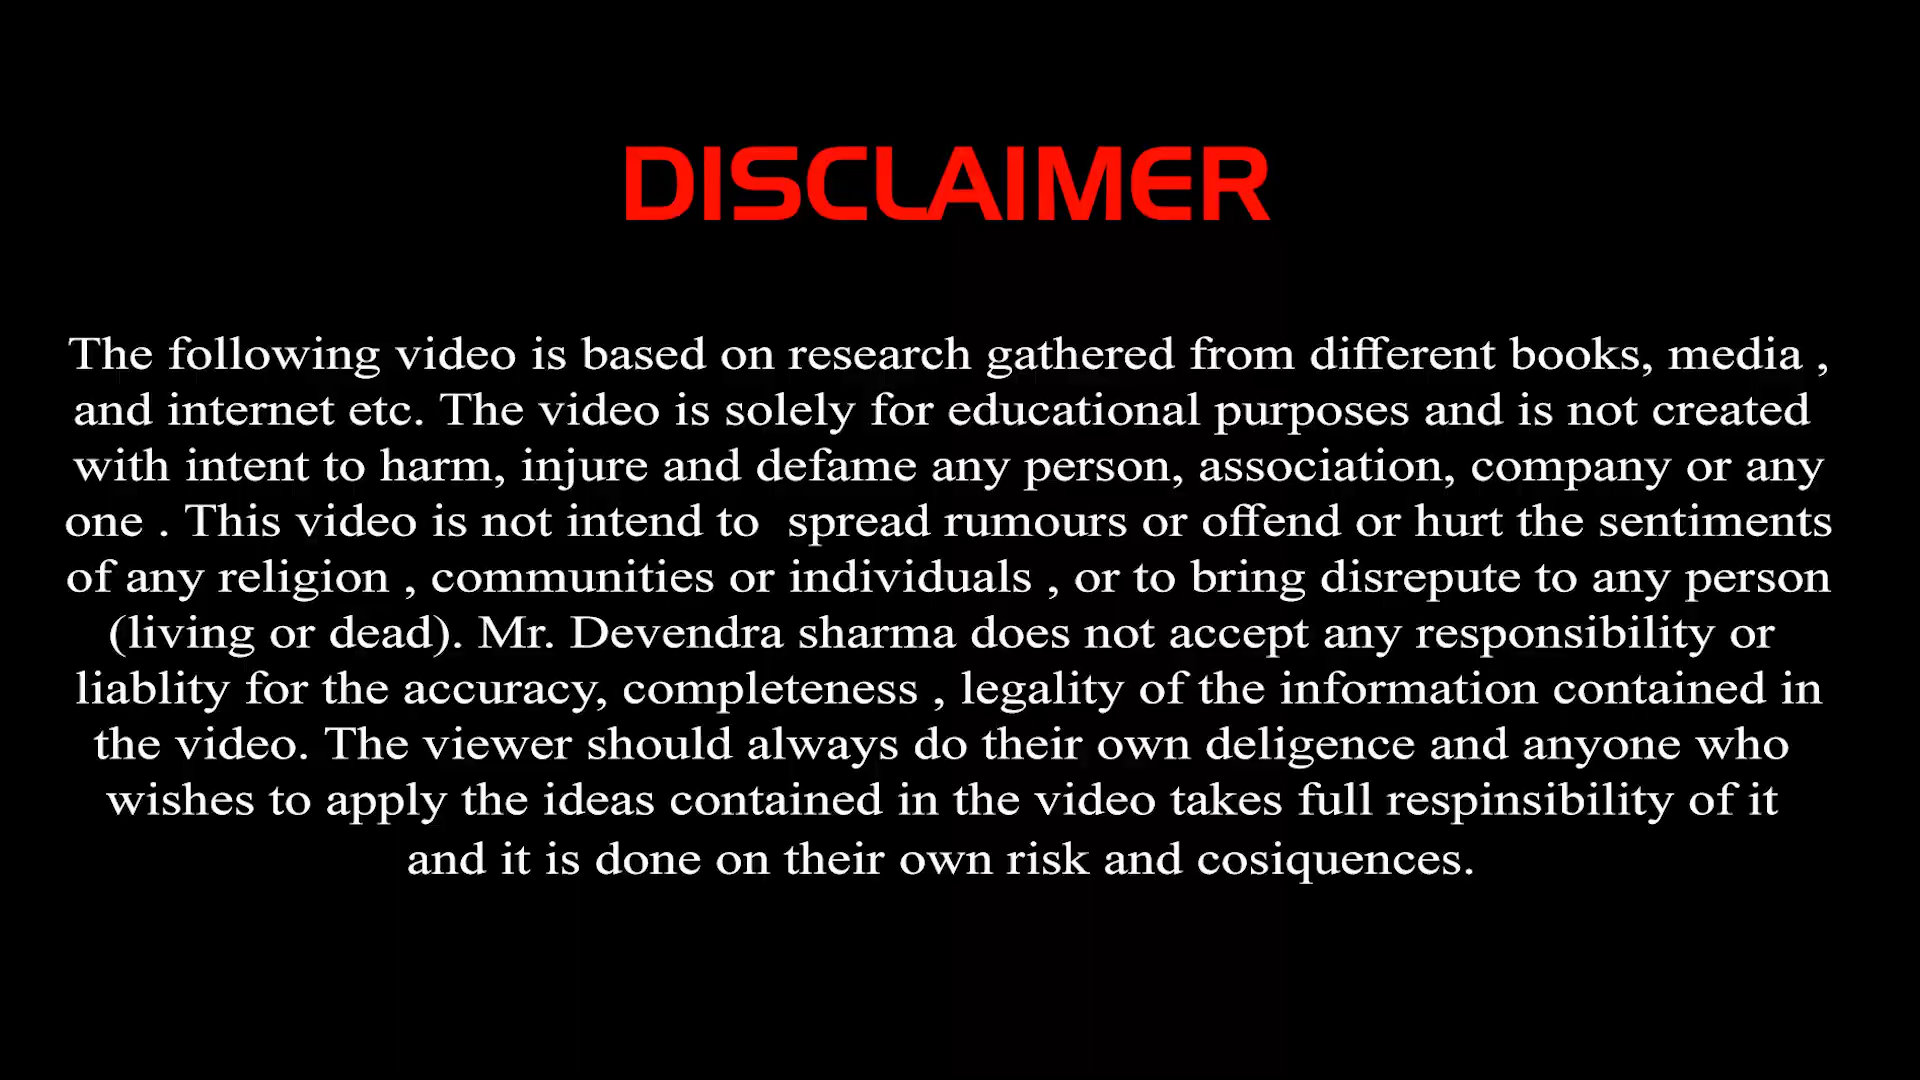 DISCLAIMER
The following video is based on research gathered from different books, media ,
and internet etc. The video is solely for educational purposes and is not created
with intent to harm, injure and defame any person, association, company or any
one . This video is not intend to  spread rumours or offend or hurt the sentiments
of any religion , communities or individuals , or to bring disrepute to any person
(living or dead). Mr. Devendra sharma does not accept any responsibility or
liablity for the accuracy, completeness , legality of the information contained in
the video. The viewer should always do their own deligence and anyone who
wishes to apply the ideas contained in the video takes full respinsibility of it
and it is done on their own risk and cosiquences.